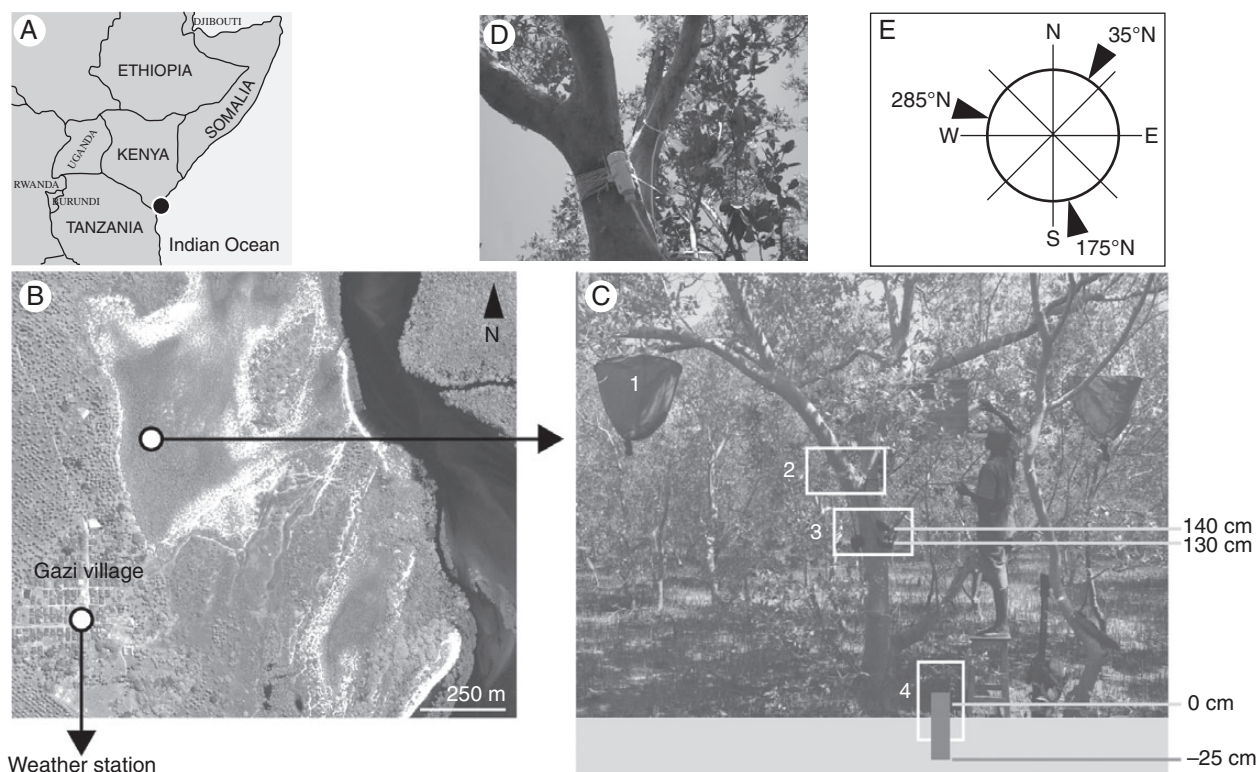 A
DJIBOUTI
ETHIOPIA
SOMALIA
UGANDA
KENYA
RWANDA
BURUNDI
TANZANIA
Indian Ocean
D
E
N
35°N
285°N
W
E
S
175°N
B
N
Gazi village
250 m
Weather station
C
1
2
3
140 cm
130 cm
4
0 cm
–25 cm